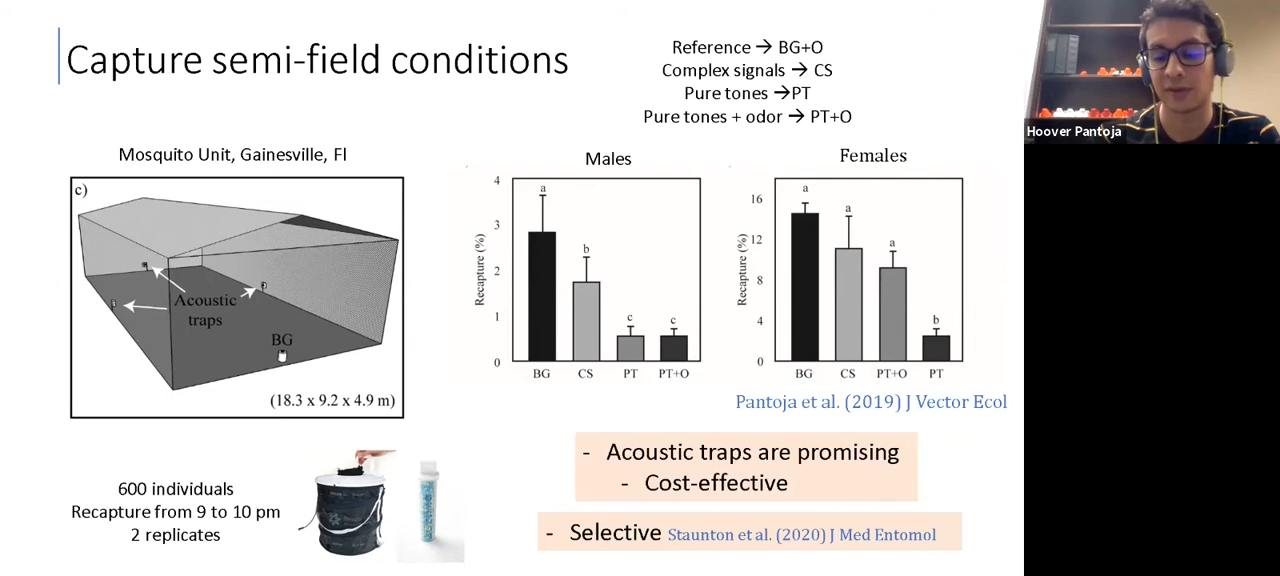 Capture semi-field conditions
Reference → BG+O
Complex signals → CS
Pure tones →PT
Pure tones + odor → PT+O
Hoover Pantoja
Mosquito Unit, Gainesville, Fl
c)
Acoustic
traps
BG
(18.3 x 9.2 x 4.9 m)
Males
4
3
2
1
0
Recapture (%)
a
b
c
c
BG CS PT PT+O
Females
16
12
8
4
0
Recapture (%)
a
a
a
b
BG CS PT+O PT
Pantoja et al. (2019) J Vector Ecol
600 individuals
Recapture from 9 to 10 pm
2 replicates
- Acoustic traps are promising
- Cost-effective
- Selective Staunton et al. (2020) J Med Entomol